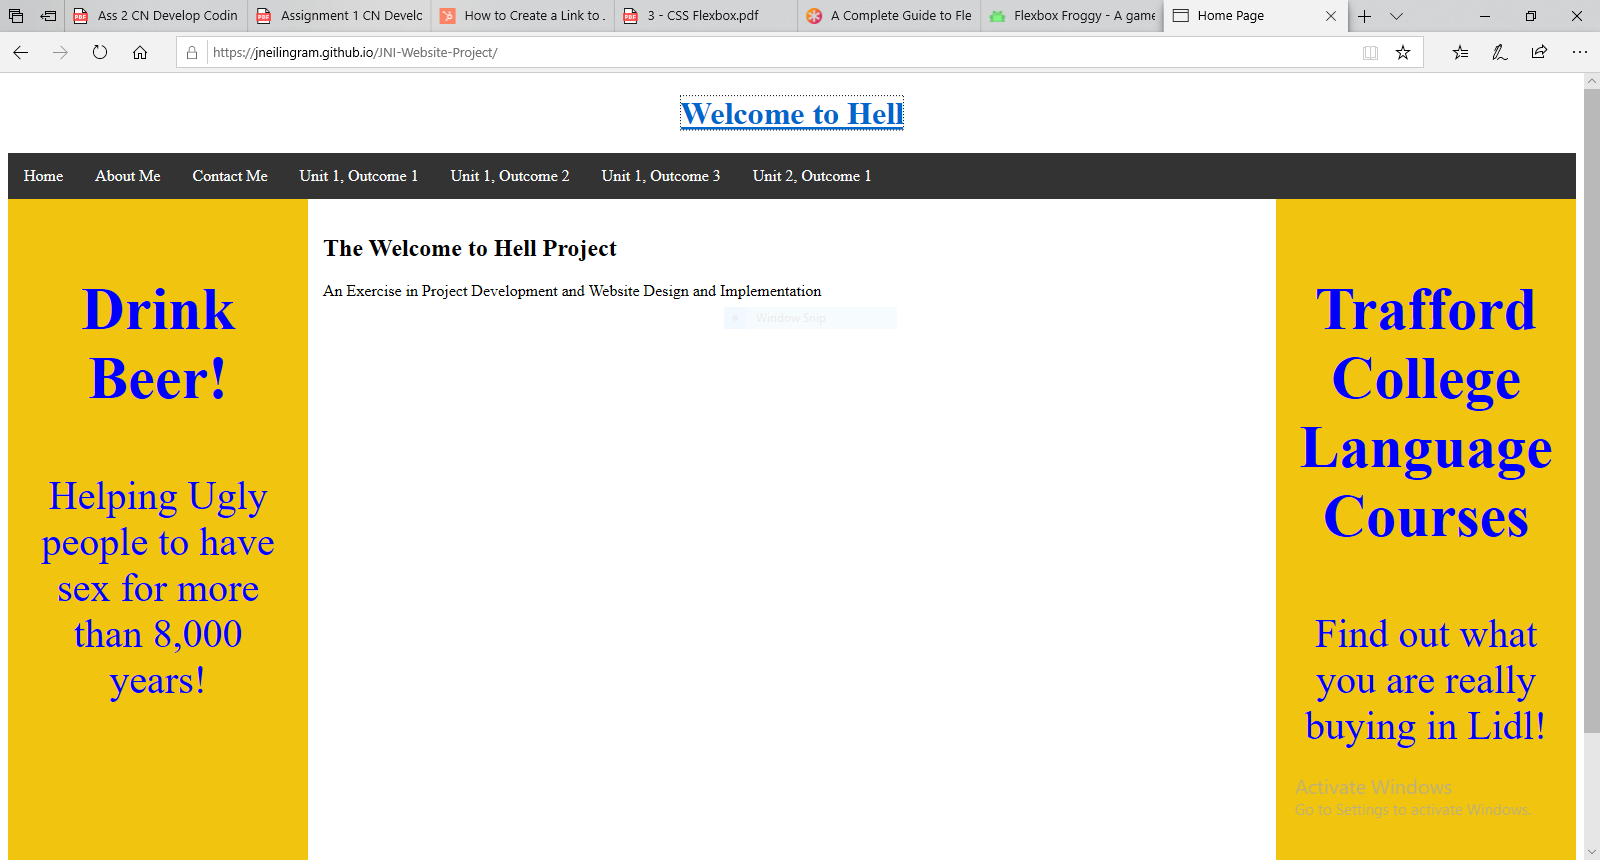 Ass 2 CN Develop Codin
Assignment 1 CN Develo
How to Create a Link to .
3 - CSS Flexbox.pdf
A Complete Guide to Fle
Flexbox Froggy - A game
Home Page
https://jneilingram.github.io/JNI-Website-Project/
Welcome to Hell
Home
About Me
Contact Me
Unit 1, Outcome 1
Unit 1, Outcome 2
Unit 1, Outcome 3
Unit 2, Outcome 1
Drink
Beer!
Helping Ugly
people to have
sex for more
than 8,000
years!
The Welcome to Hell Project
An Exercise in Project Development and Website Design and Implementation
Window Snip
Trafford
College
Language
Courses
Find out what
you are really
buying in Lidl!
Activate Windows
Go to Settings to activate Windows.